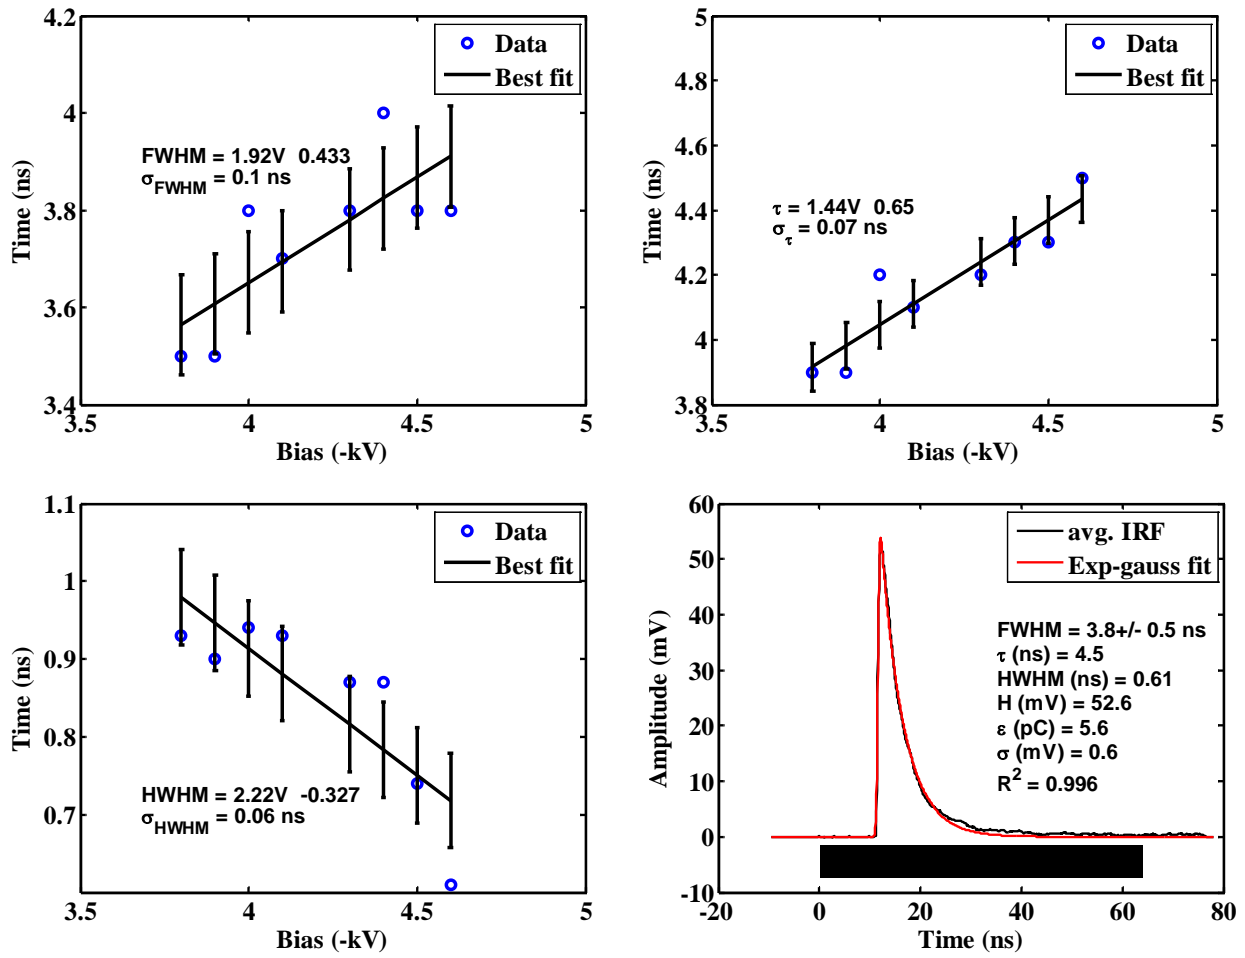 4.2
4
3.8
3.6
3.4
3.5
4
4.5
5
Time (ns)
Bias (-kV)
Data
Best fit
FWHM = 1.92V 0.433
σFWHM = 0.1 ns
5
4.8
4.6
4.4
4.2
4
3.8
3.5
4
4.5
5
Time (ns)
Bias (-kV)
Data
Best fit
τ = 1.44V 0.65
στ = 0.07 ns
1.1
1
0.9
0.8
0.7
3.5
4
4.5
5
Time (ns)
Bias (-kV)
Data
Best fit
HWHM = 2.22V -0.327
σHWHM = 0.06 ns
60
50
40
30
20
10
0
-10
-20
0
20
40
60
80
Amplitude (mV)
Time (ns)
avg. IRF
Exp-gauss fit
FWHM = 3.8+/- 0.5 ns
τ (ns) = 4.5
HWHM (ns) = 0.61
H (mV) = 52.6
ε (pC) = 5.6
σ (mV) = 0.6
R² = 0.996